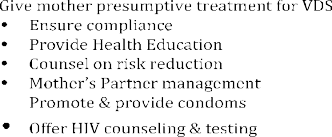 Give mother presumptive treatment for VDS
• Ensure compliance
• Provide Health Education
• Counsel on risk reduction
• Mother's Partner management
Promote & provide condoms
• Offer HIV counseling & testing